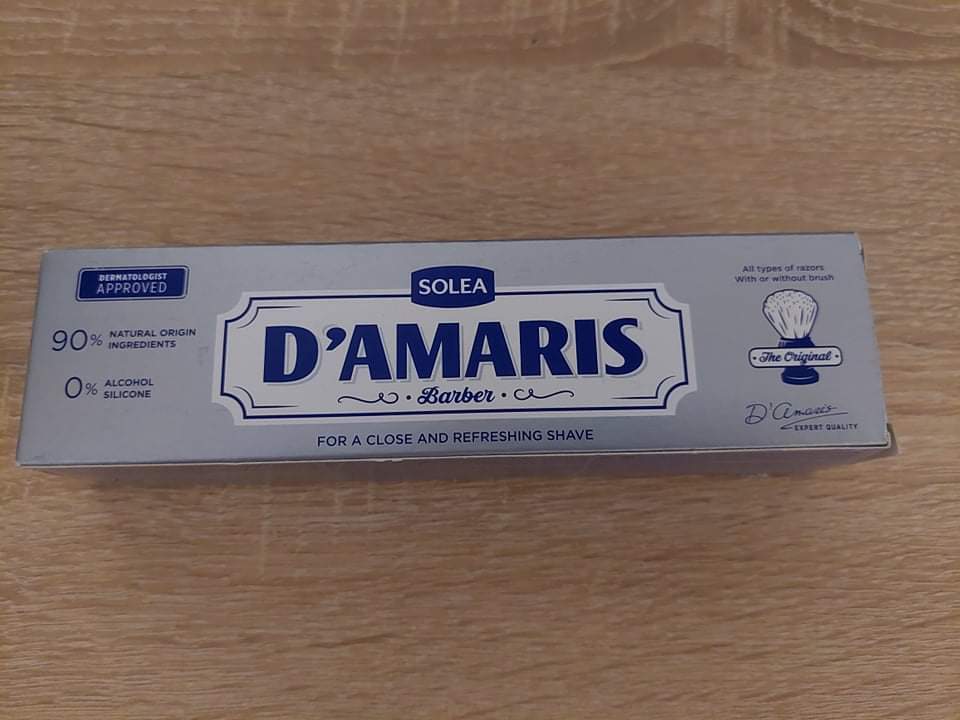 DERMATOLOGIST
APPROVED
90% NATURAL ORIGIN
INGREDIENTS
0% ALCOHOL
SILICONE
SOLEA
D'AMARIS
Barber
FOR A CLOSE AND REFRESHING SHAVE
All types of razors
With or without brush
The Original
D'Amaris
EXPERT QUALITY